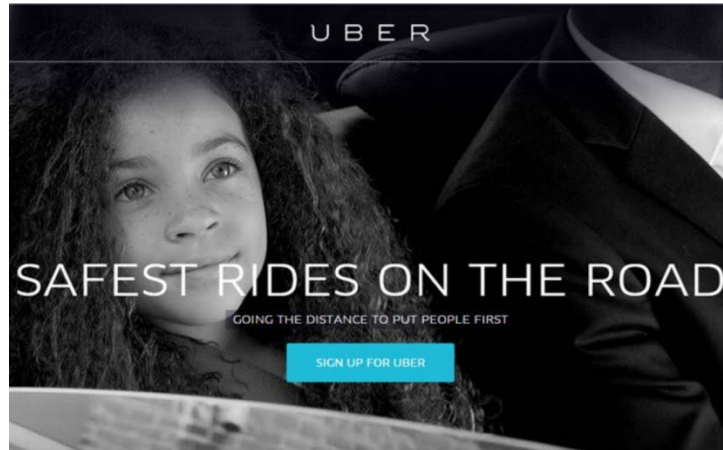 UBER
SAFEST RIDES ON THE ROAD
GOING THE DISTANCE TO PUT PEOPLE FIRST
SIGN UP FOR UBER